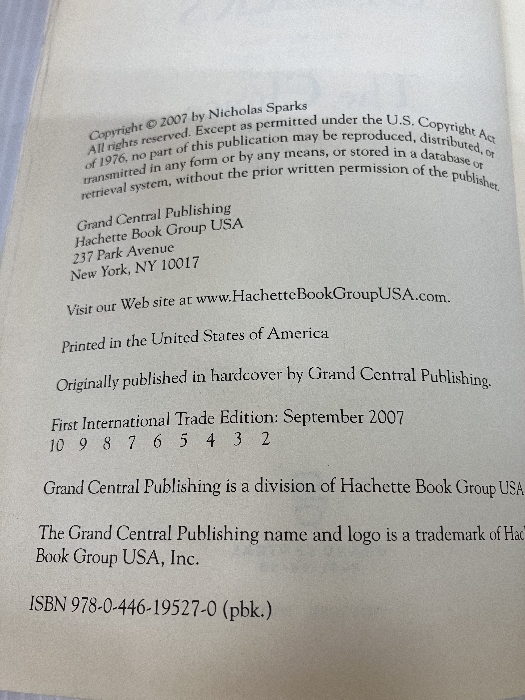 Copyright © 2007 by Nicholas Sparks
All rights reserved. Except as permitted under the U.S. Copyright Act
of 1976, no part of this publication may be reproduced, distributed, or
transmitted in any form or by any means, or stored in a database or
retrieval system, without the prior written permission of the publisher.
Grand Central Publishing
Hachette Book Group USA
237 Park Avenue
New York, NY 10017
Visit our Web site at www.HachetteBookGroupUSA.com.
Printed in the United States of America
Originally published in hardcover by Grand Central Publishing.
First International Trade Edition: September 2007
10 9 8 7 6 5 4 3 2
Grand Central Publishing is a division of Hachette Book Group USA
The Grand Central Publishing name and logo is a trademark of Hac
Book Group USA, Inc.
ISBN 978-0-446-19527-0 (pbk.)